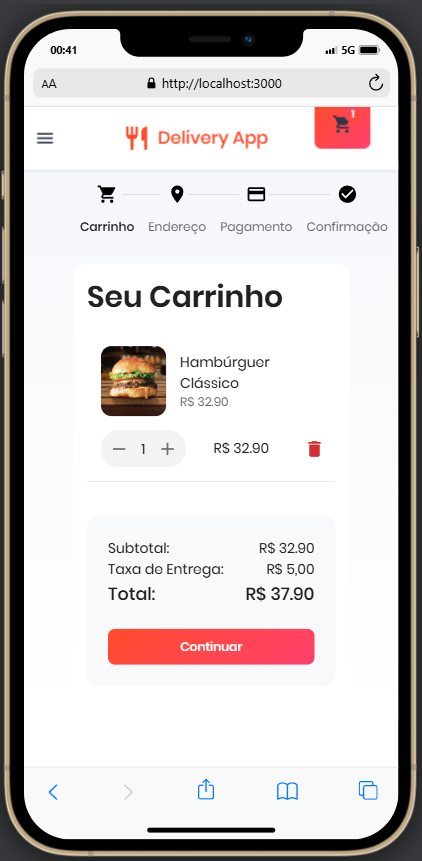 00:41
5G
AA
http://localhost:3000
Delivery App
1
Carrinho Endereço Pagamento Confirmação
Seu Carrinho
Hambúrguer
Clássico
R$ 32.90
1
R$ 32.90
Subtotal: R$ 32.90
Taxa de Entrega: R$ 5,00
Total: R$ 37.90
Continuar